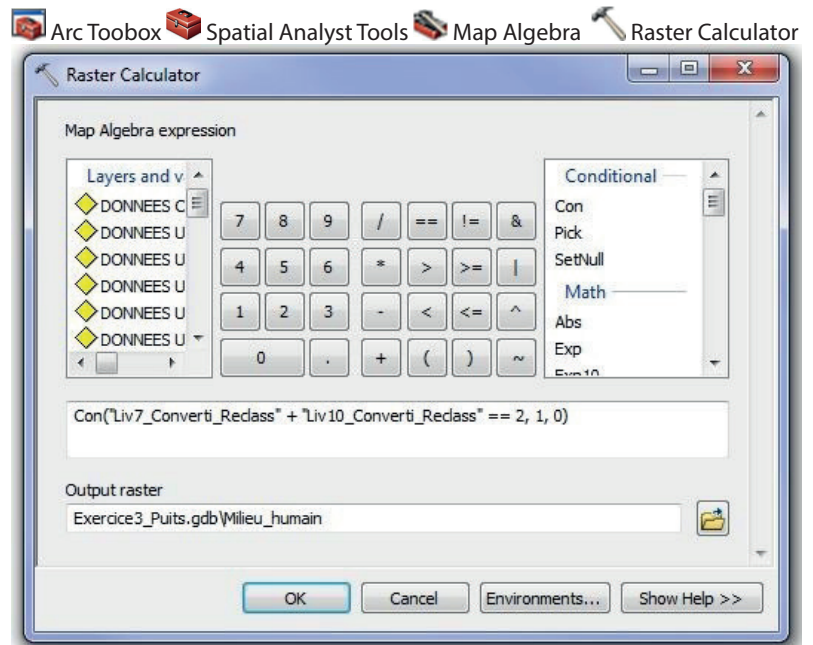 Arc Toobox Spatial Analyst Tools Map Algebra Raster Calculator
Raster Calculator
Map Algebra expression
Layers and v
DONNEES C
DONNEES U
DONNEES U
DONNEES U
DONNEES U
DONNEES U
7 8 9 / == != &
4 5 6 * > >= |
1 2 3 - < <= ^
0 . + ( ) ~
Conditional
Con
Pick
SetNull
Math
Abs
Exp
Exp10
Con("Liv7_Converti_Reclass" + "Liv10_Converti_Reclass" == 2, 1, 0)
Output raster
Exercice3_Puits.gdb\Milieu_humain
OK Cancel Environments... Show Help >>